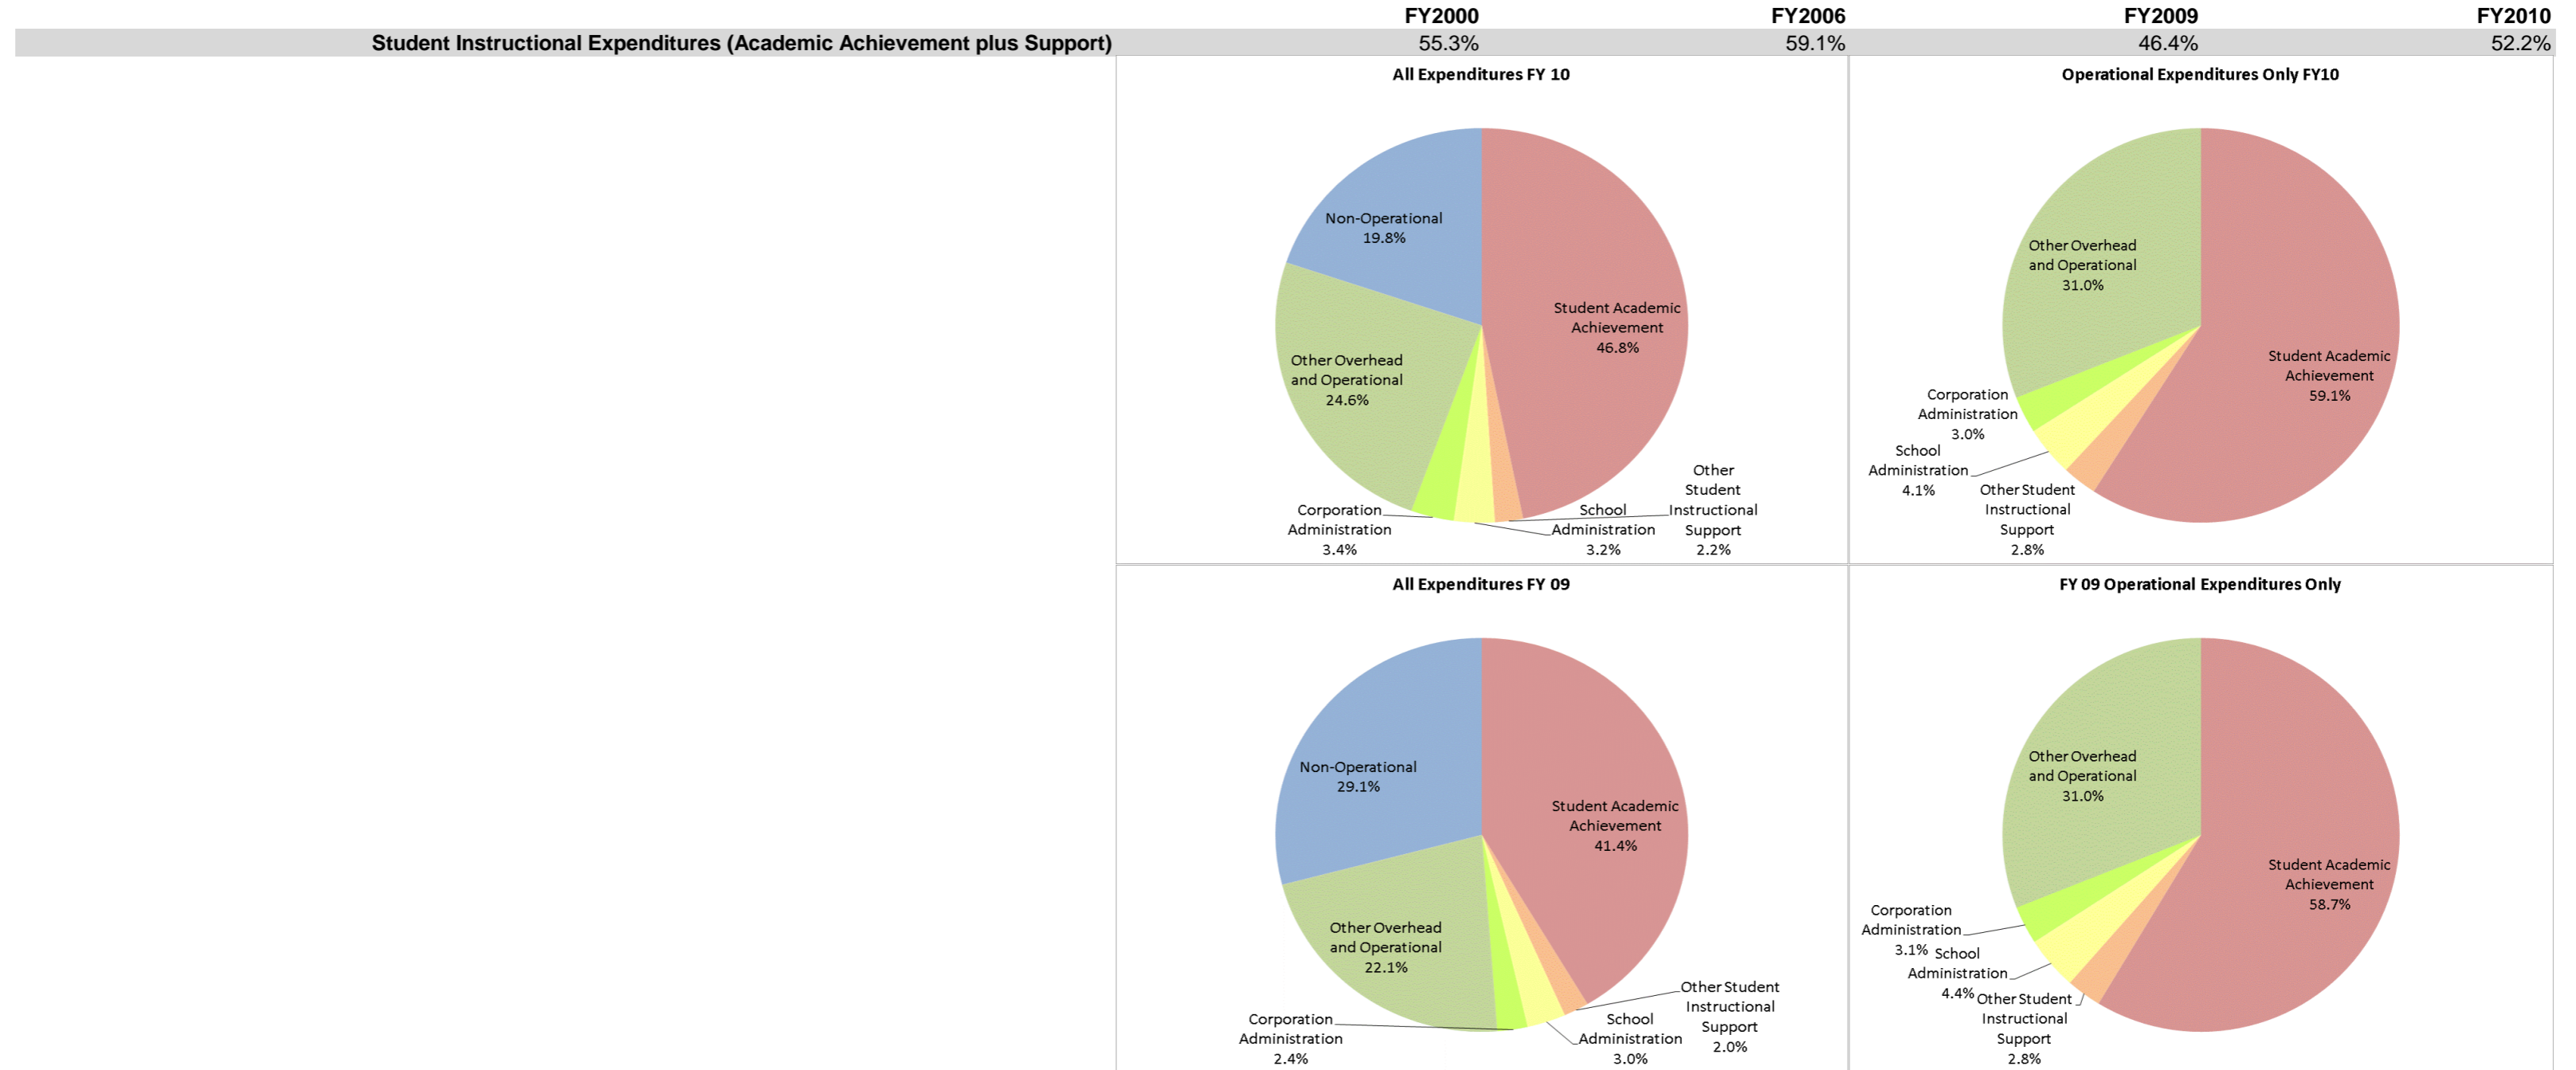 FY2000 FY2006 FY2009 FY2010
Student Instructional Expenditures (Academic Achievement plus Support) 55.3% 59.1% 46.4% 52.2%
All Expenditures FY 10
Non-Operational
19.8%
Student Academic
Achievement
46.8%
Other Overhead
and Operational
24.6%
Corporation
Administration
3.4%
School
Administration
3.2%
Other
Student
Instructional
Support
2.2%
Operational Expenditures Only FY10
Other Overhead
and Operational
31.0%
Student Academic
Achievement
59.1%
Corporation
Administration
3.0%
School
Administration
4.1%
Other Student
Instructional
Support
2.8%
All Expenditures FY 09
Non-Operational
29.1%
Student Academic
Achievement
41.4%
Other Overhead
and Operational
22.1%
Corporation
Administration
2.4%
School
Administration
3.0%
Other Student
Instructional
Support
2.0%
FY 09 Operational Expenditures Only
Other Overhead
and Operational
31.0%
Student Academic
Achievement
58.7%
Corporation
Administration
3.1%
School
Administration
4.4%
Other Student
Instructional
Support
2.8%